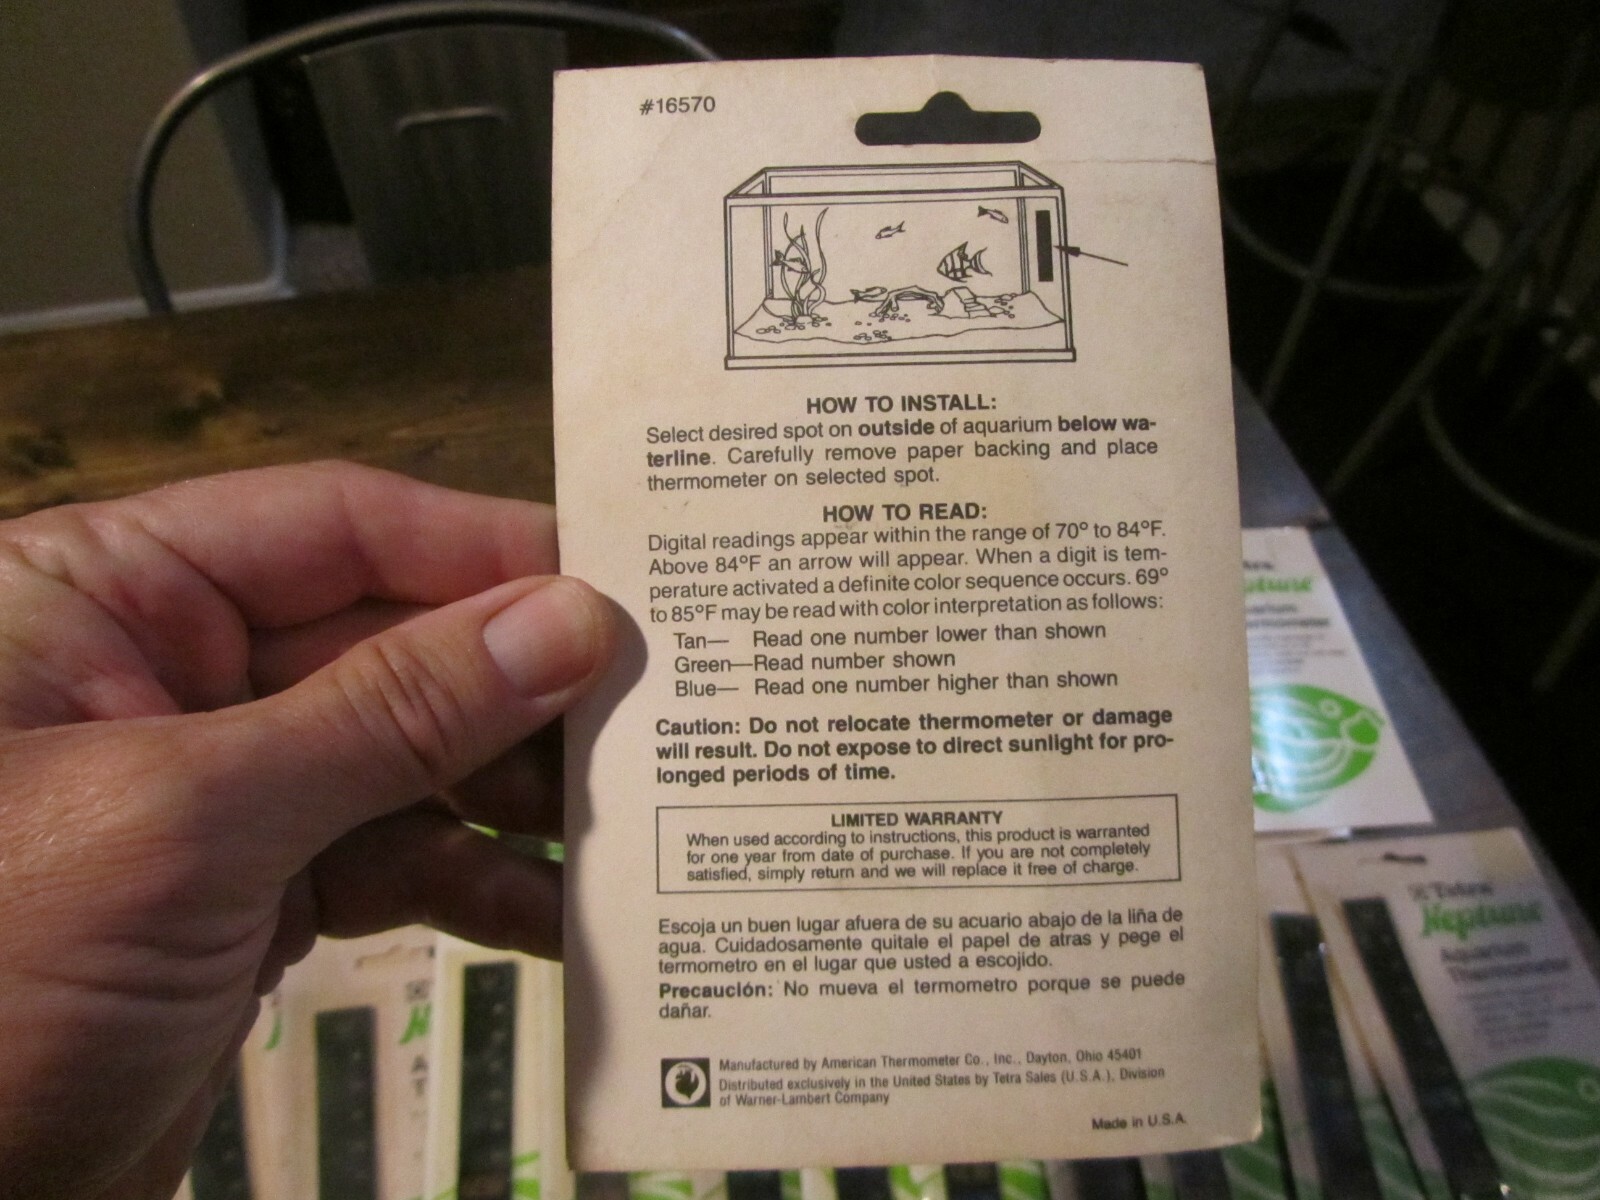 #16570
HOW TO INSTALL:
Select desired spot on outside of aquarium below wa-
terline. Carefully remove paper backing and place
thermometer on selected spot.
HOW TO READ:
Digital readings appear within the range of 70° to 84°F.
Above 84°F an arrow will appear. When a digit is tem-
perature activated a definite color sequence occurs. 69°
to 85°F may be read with color interpretation as follows:
Tan— Read one number lower than shown
Green—Read number shown
Blue— Read one number higher than shown
Caution: Do not relocate thermometer or damage
will result. Do not expose to direct sunlight for pro-
longed periods of time.
LIMITED WARRANTY
When used according to instructions, this product is warranted
for one year from date of purchase. If you are not completely
satisfied, simply return and we will replace it free of charge.
Escoja un buen lugar afuera de su acuario abajo de la liña de
agua. Cuidadosamente quitale el papel de atras y pege el
termometro en el lugar que usted a escojido.
Precaución: No mueva el termometro porque se puede
dañar.
Manufactured by American Thermometer Co., Inc., Dayton, Ohio 45401
Distributed exclusively in the United States by Tetra Sales (U.S.A.), Division
of Warner-Lambert Company
Made in U.S.A.
Tetra
Neptune
Aquarium
Thermometer